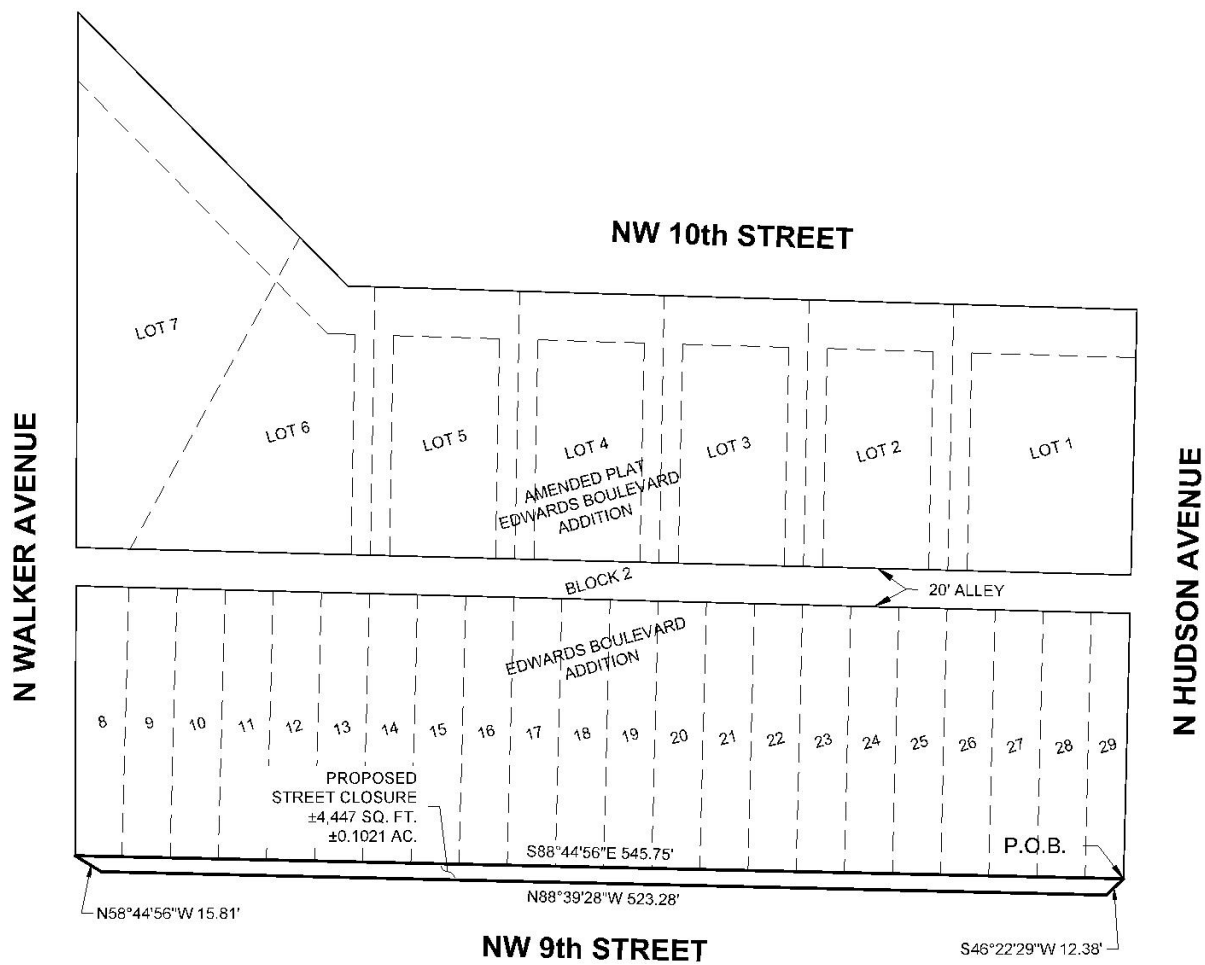 NW 10th STREET
LOT 7
LOT 6
LOT 5
LOT 4
LOT 3
LOT 2
LOT 1
N WALKER AVENUE
N HUDSON AVENUE
AMENDED PLAT
EDWARDS BOULEVARD
ADDITION
BLOCK 2
20' ALLEY
EDWARDS BOULEVARD
ADDITION
8
9
10
11
12
13
14
15
16
17
18
19
20
21
22
23
24
25
26
27
28
29
PROPOSED
STREET CLOSURE
±4,447 SQ. FT.
±0.1021 AC.
S88°44'56"E 545.75'
P.O.B.
N88°39'28"W 523.28'
N58°44'56"W 15.81'
S46°22'29"W 12.38'
NW 9th STREET